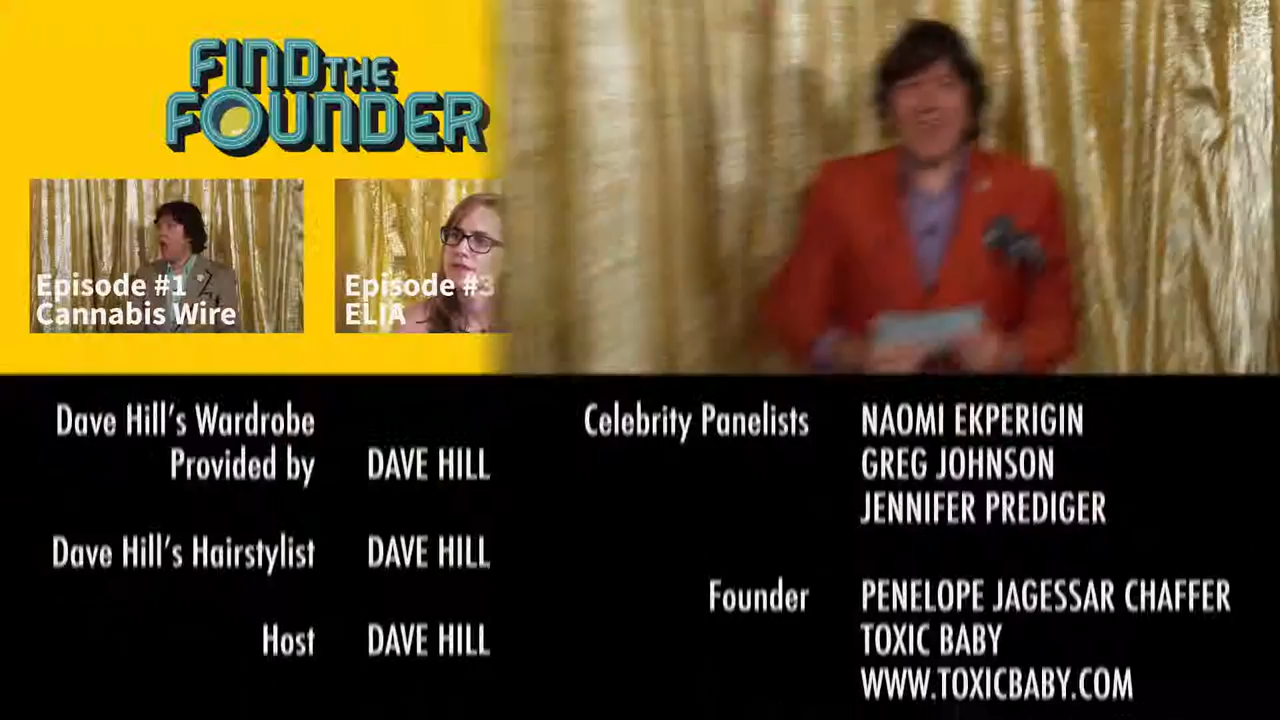 FIND THE
FOUNDER
Episode #1
Cannabis Wire
Episode #3
ELIA
Dave Hill's Wardrobe
Provided by DAVE HILL
Dave Hill's Hairstylist DAVE HILL
Host DAVE HILL
Celebrity Panelists NAOMI EKPERIGIN
GREG JOHNSON
JENNIFER PREDIGER
Founder PENELOPE JAGESSAR CHAFFER
TOXIC BABY
WWW.TOXICBABY.COM